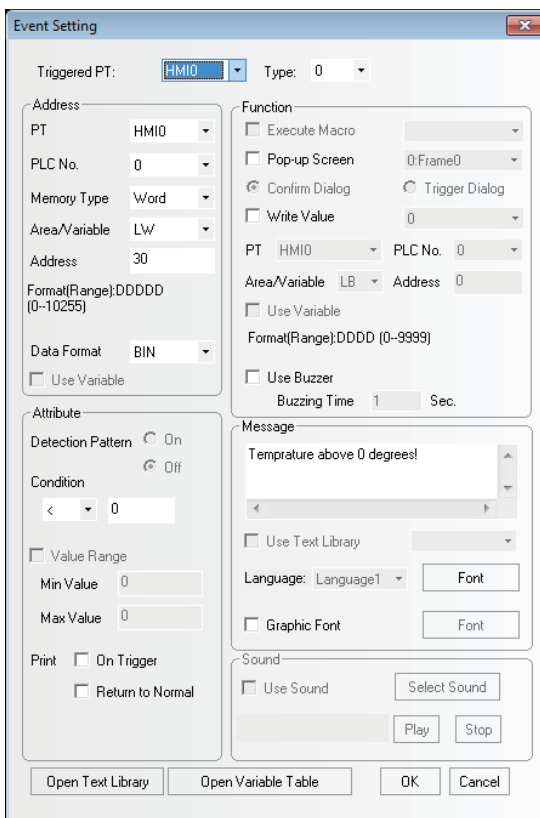 Event Setting
Triggered PT: HMI0 Type: 0
Address
PT HMI0
PLC No. 0
Memory Type Word
Area/Variable LW
Address 30
Format(Range):DDDDD
(0--10255)
Data Format BIN
Use Variable
Attribute
Detection Pattern On
Off
Condition
< 0
Value Range
Min Value 0
Max Value 0
Print On Trigger
Return to Normal
Function
Execute Macro
Pop-up Screen 0:Frame0
Confirm Dialog Trigger Dialog
Write Value 0
PT HMI0 PLC No. 0
Area/Variable LB Address 0
Use Variable
Format(Range):DDDD (0--9999)
Use Buzzer
Buzzing Time 1 Sec.
Message
Temprature above 0 degrees!
Use Text Library
Language: Language1 Font
Graphic Font Font
Sound
Use Sound Select Sound
Play Stop
Open Text Library Open Variable Table OK Cancel